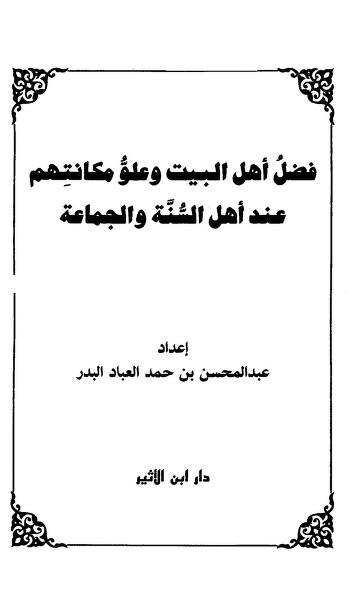 فضلُ أهل البيت وعلوُّ مكانتِهم
عند أهل السُّنَّة والجماعة
إعداد
عبدالمحسن بن حمد العباد البدر
دار ابن الأثير